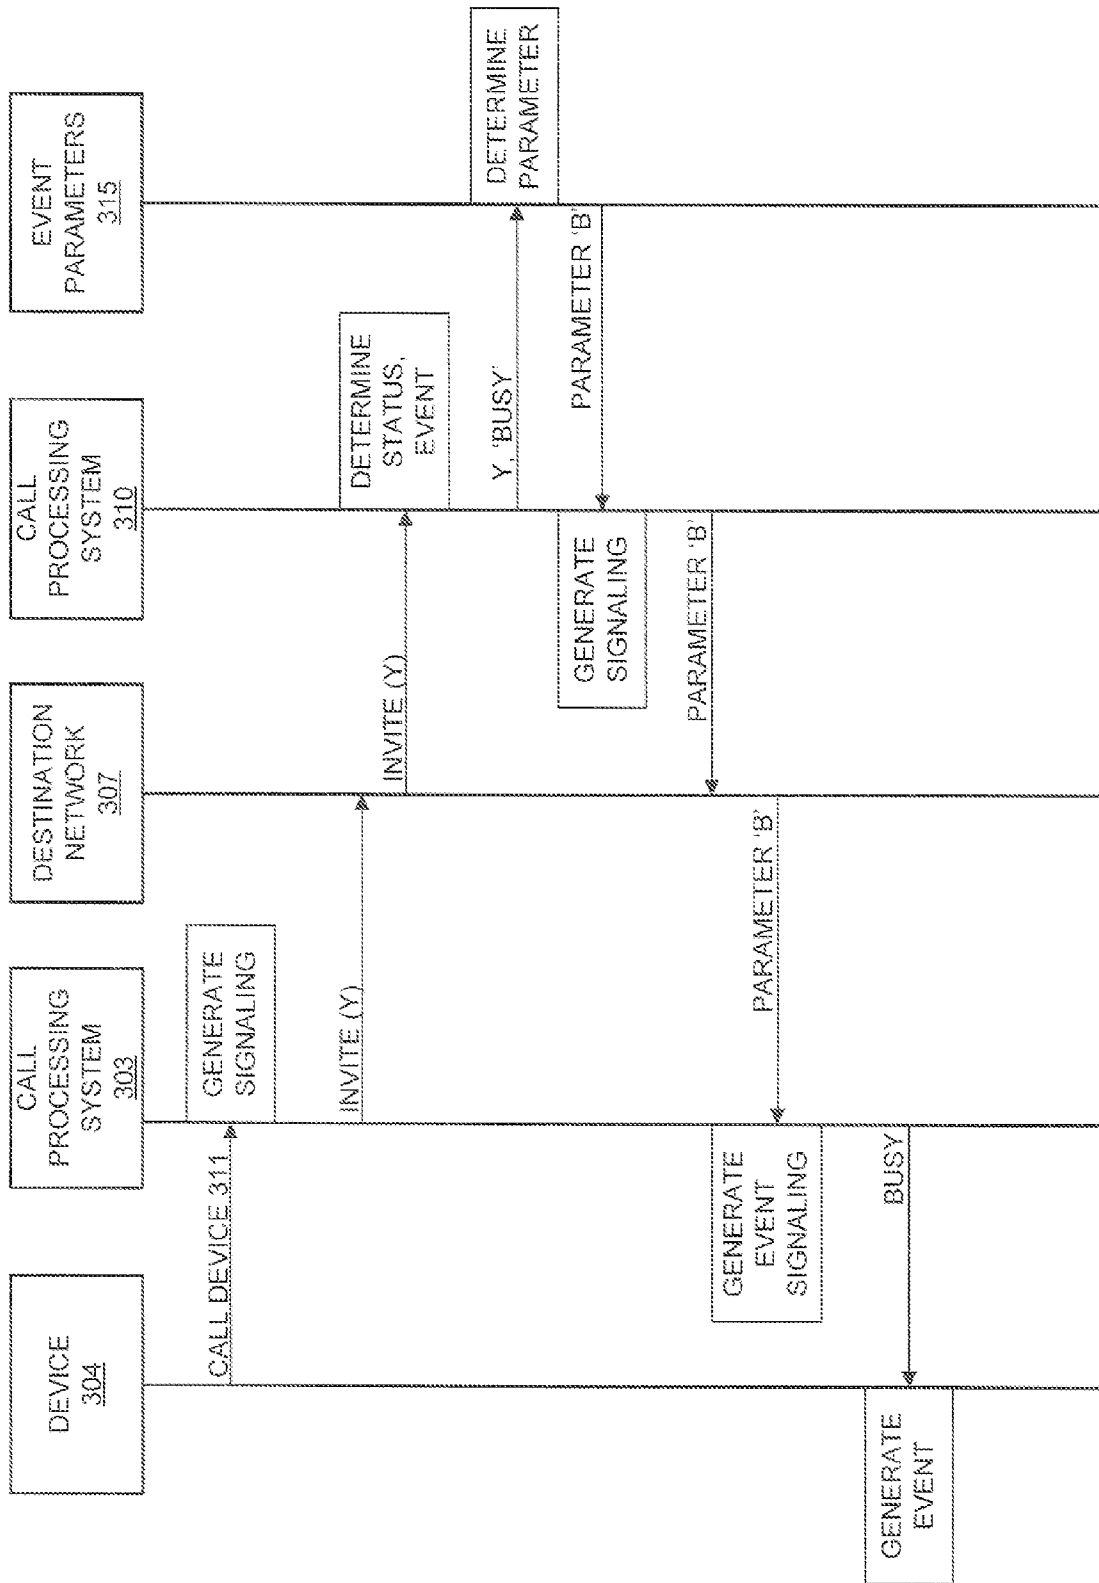 DEVICE
304
CALL
PROCESSING
SYSTEM
303
DESTINATION
NETWORK
307
CALL
PROCESSING
SYSTEM
310
EVENT
PARAMETERS
315
CALL DEVICE 311
GENERATE
SIGNALING
INVITE (Y)
INVITE (Y)
DETERMINE
STATUS,
EVENT
Y, 'BUSY'
DETERMINE
PARAMETER
PARAMETER 'B'
GENERATE
SIGNALING
PARAMETER 'B'
PARAMETER 'B'
GENERATE
EVENT
SIGNALING
BUSY
GENERATE
EVENT